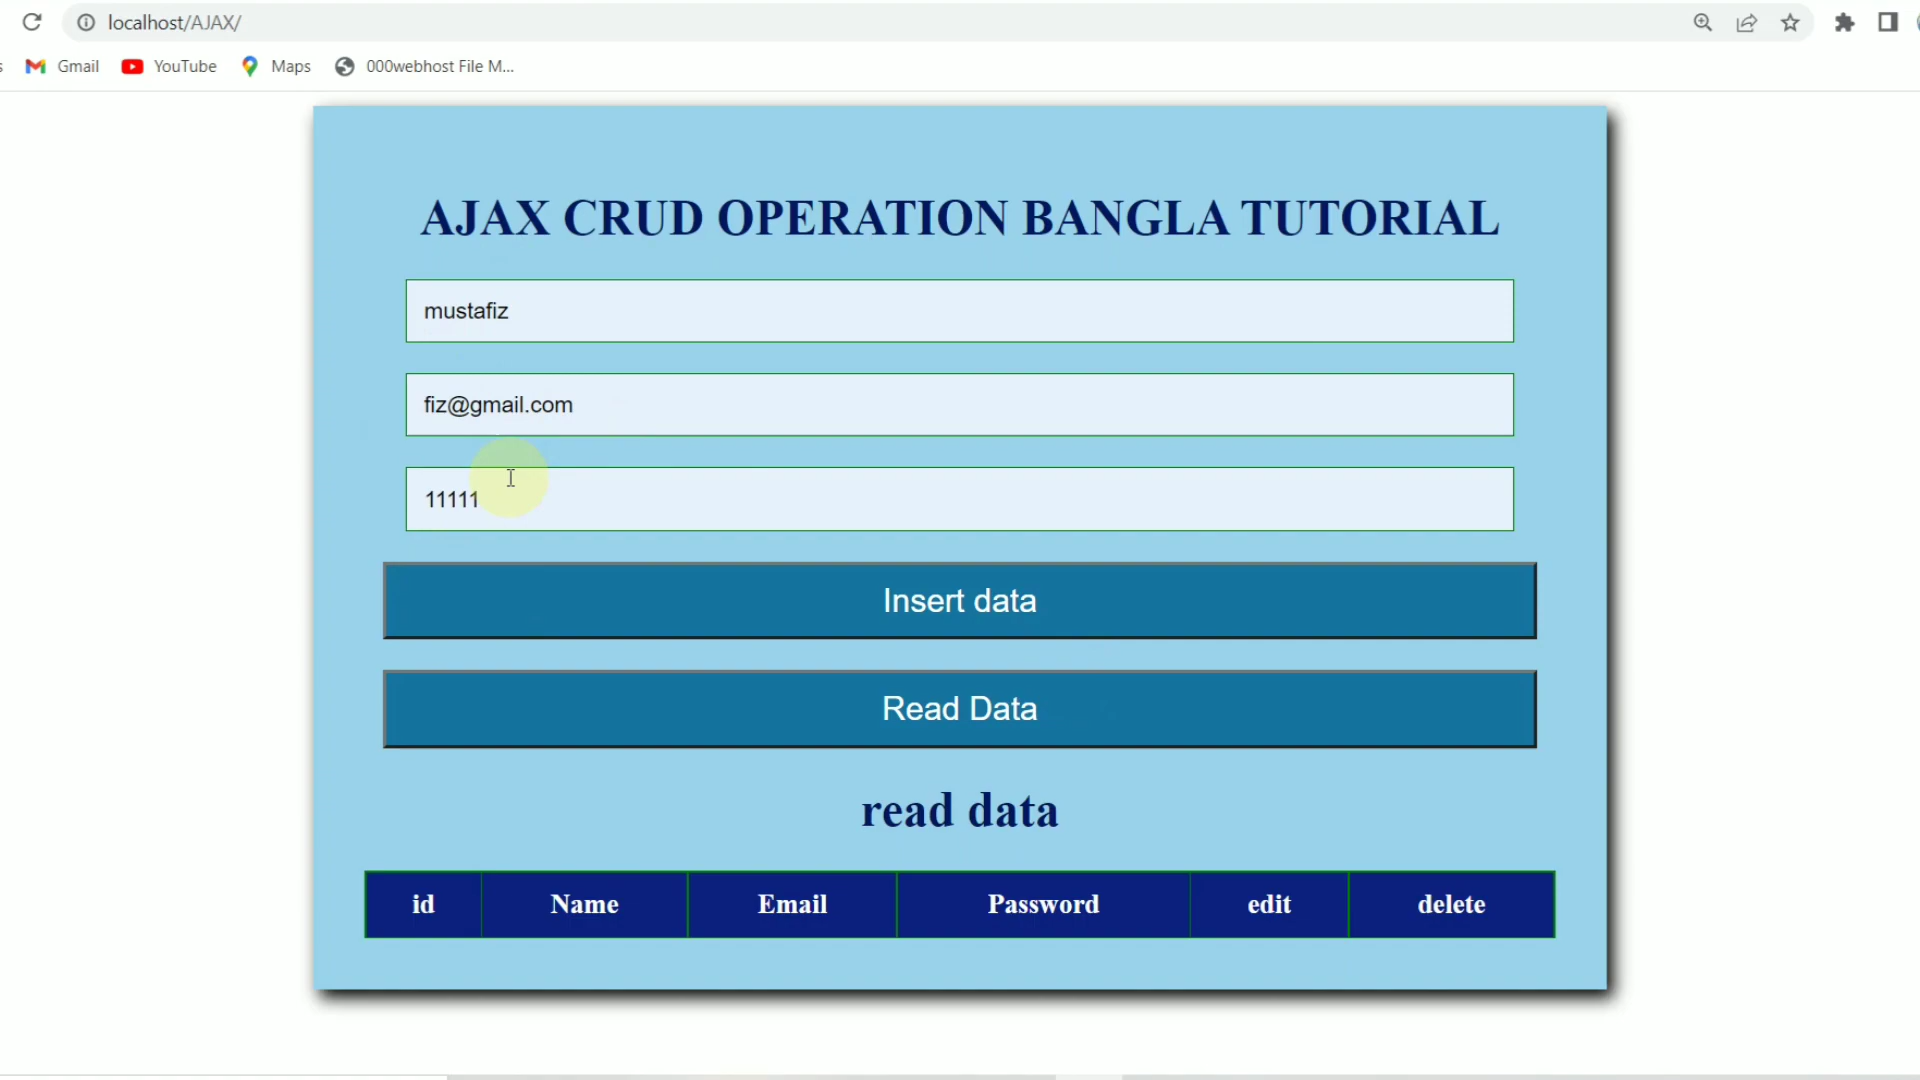 localhost/AJAX/
s Gmail YouTube Maps 000webhost File M...
AJAX CRUD OPERATION BANGLA TUTORIAL
mustafiz
fiz@gmail.com
11111
Insert data
Read Data
read data
id Name Email Password edit delete